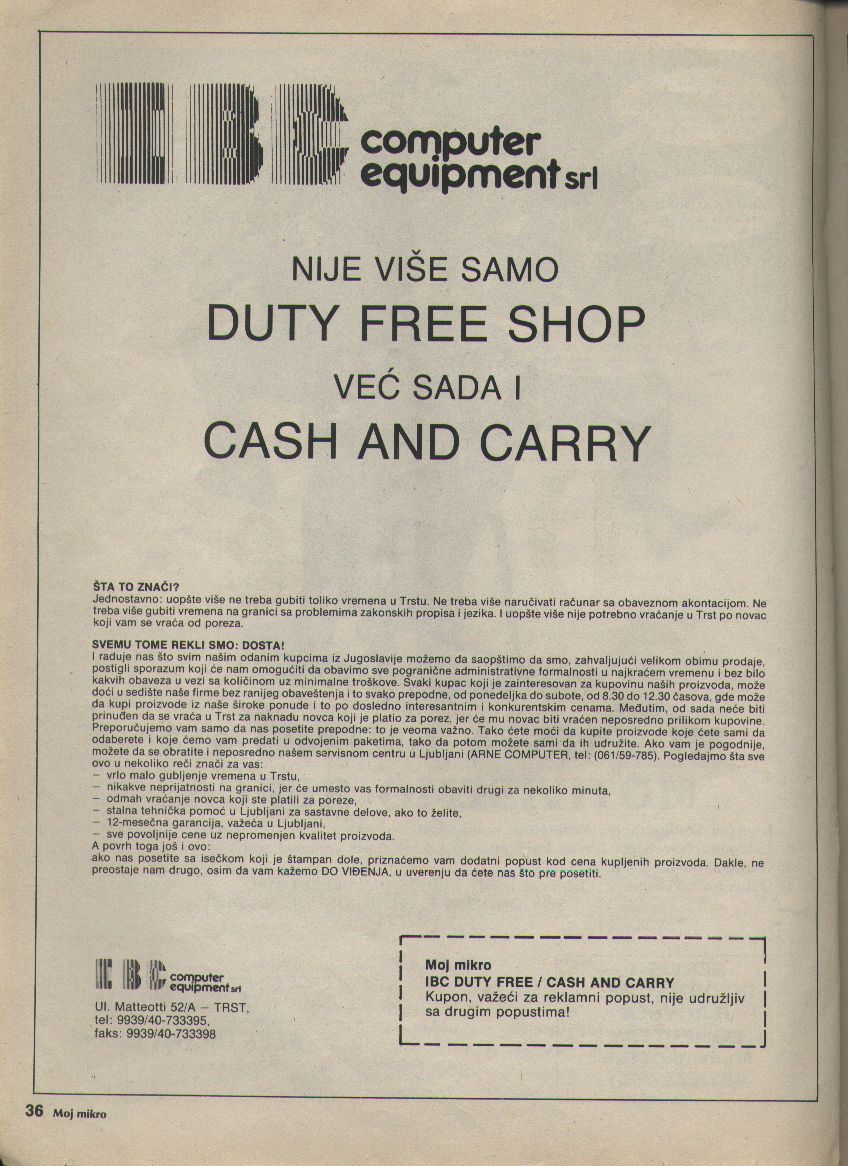 IBC computer
equipment srl
NIJE VIŠE SAMO
DUTY FREE SHOP
VEĆ SADA I
CASH AND CARRY
ŠTA TO ZNAČI?
Jednostavno: uopšte više ne treba gubiti toliko vremena u Trstu. Ne treba više naručivati računar sa obaveznom akontacijom. Ne
treba više gubiti vremena na granici sa problemima zakonskih propisa i jezika. I uopšte više nije potrebno vraćanje u Trst po novac
koji vam se vraća od poreza.
SVEMU TOME REKLI SMO: DOSTA!
I raduje nas što svim našim odanim kupcima iz Jugoslavije možemo da saopštimo da smo, zahvaljujući velikom obimu prodaje,
postigli sporazum koji će nam omogućiti da obavimo sve pogranične administrativne formalnosti u najkraćem vremenu i bez bilo
kakvih obaveza u vezi sa količinom uz minimalne troškove. Svaki kupac koji je zainteresovan za kupovinu naših proizvoda, može
doći u sedište naše firme bez ranijeg obaveštenja i to svako prepodne, od ponedeljka do subote, od 8.30 do 12.30 časova, gde može
da kupi proizvode iz naše široke ponude i to po dosledno interesantnim i konkurentskim cenama. Međutim, od sada neće biti
prinuđen da se vraća u Trst za naknadu novca koji je platio za porez, jer će mu novac biti vraćen neposredno prilikom kupovine.
Preporučujemo vam samo da nas posetite prepodne: to je veoma važno. Tako ćete moći da kupite proizvode koje ćete sami da
odaberete i koje ćemo vam predati u odvojenim paketima, tako da potom možete sami da ih udružite. Ako vam je pogodnije,
možete da se obratite i neposredno našem servisnom centru u Ljubljani (ARNE COMPUTER, tel: (061/59-785). Pogledajmo šta sve
ovo u nekoliko reči znači za vas:
— vrlo malo gubljenje vremena u Trstu,
— nikakve neprijatnosti na granici, jer će umesto vas formalnosti obaviti drugi za nekoliko minuta,
— odmah vraćanje novca koji ste platili za poreze,
— stalna tehnička pomoć u Ljubljani za sastavne delove, ako to želite,
— 12-mesečna garancija, važeća u Ljubljani,
— sve povoljnije cene uz nepromenjen kvalitet proizvoda.
A povrh toga još i ovo:
ako nas posetite sa isečkom koji je štampan dole, priznaćemo vam dodatni popust kod cena kupljenih proizvoda. Dakle, ne
preostaje nam drugo, osim da vam kažemo DO VIĐENJA, u uverenju da ćete nas što pre posetiti.
IBC computer
equipment srl
Ul. Matteotti 52/A — TRST,
tel: 9939/40-733395,
faks: 9939/40-733398
Moj mikro
IBC DUTY FREE / CASH AND CARRY
Kupon, važeći za reklamni popust, nije udružljiv
sa drugim popustima!
36 Moj mikro